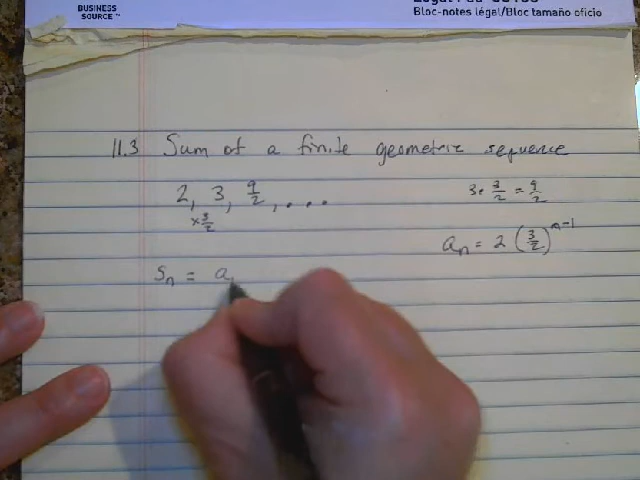 BUSINESS
SOURCE™
Bloc-notes légal/Bloc tamaño oficio
11.3 Sum of a finite geometric sequence
2, 3, 9/2, . . .
×3/2
3 · 3/2 = 9/2
aₙ = 2 (3/2)ⁿ⁻¹
Sₙ = a